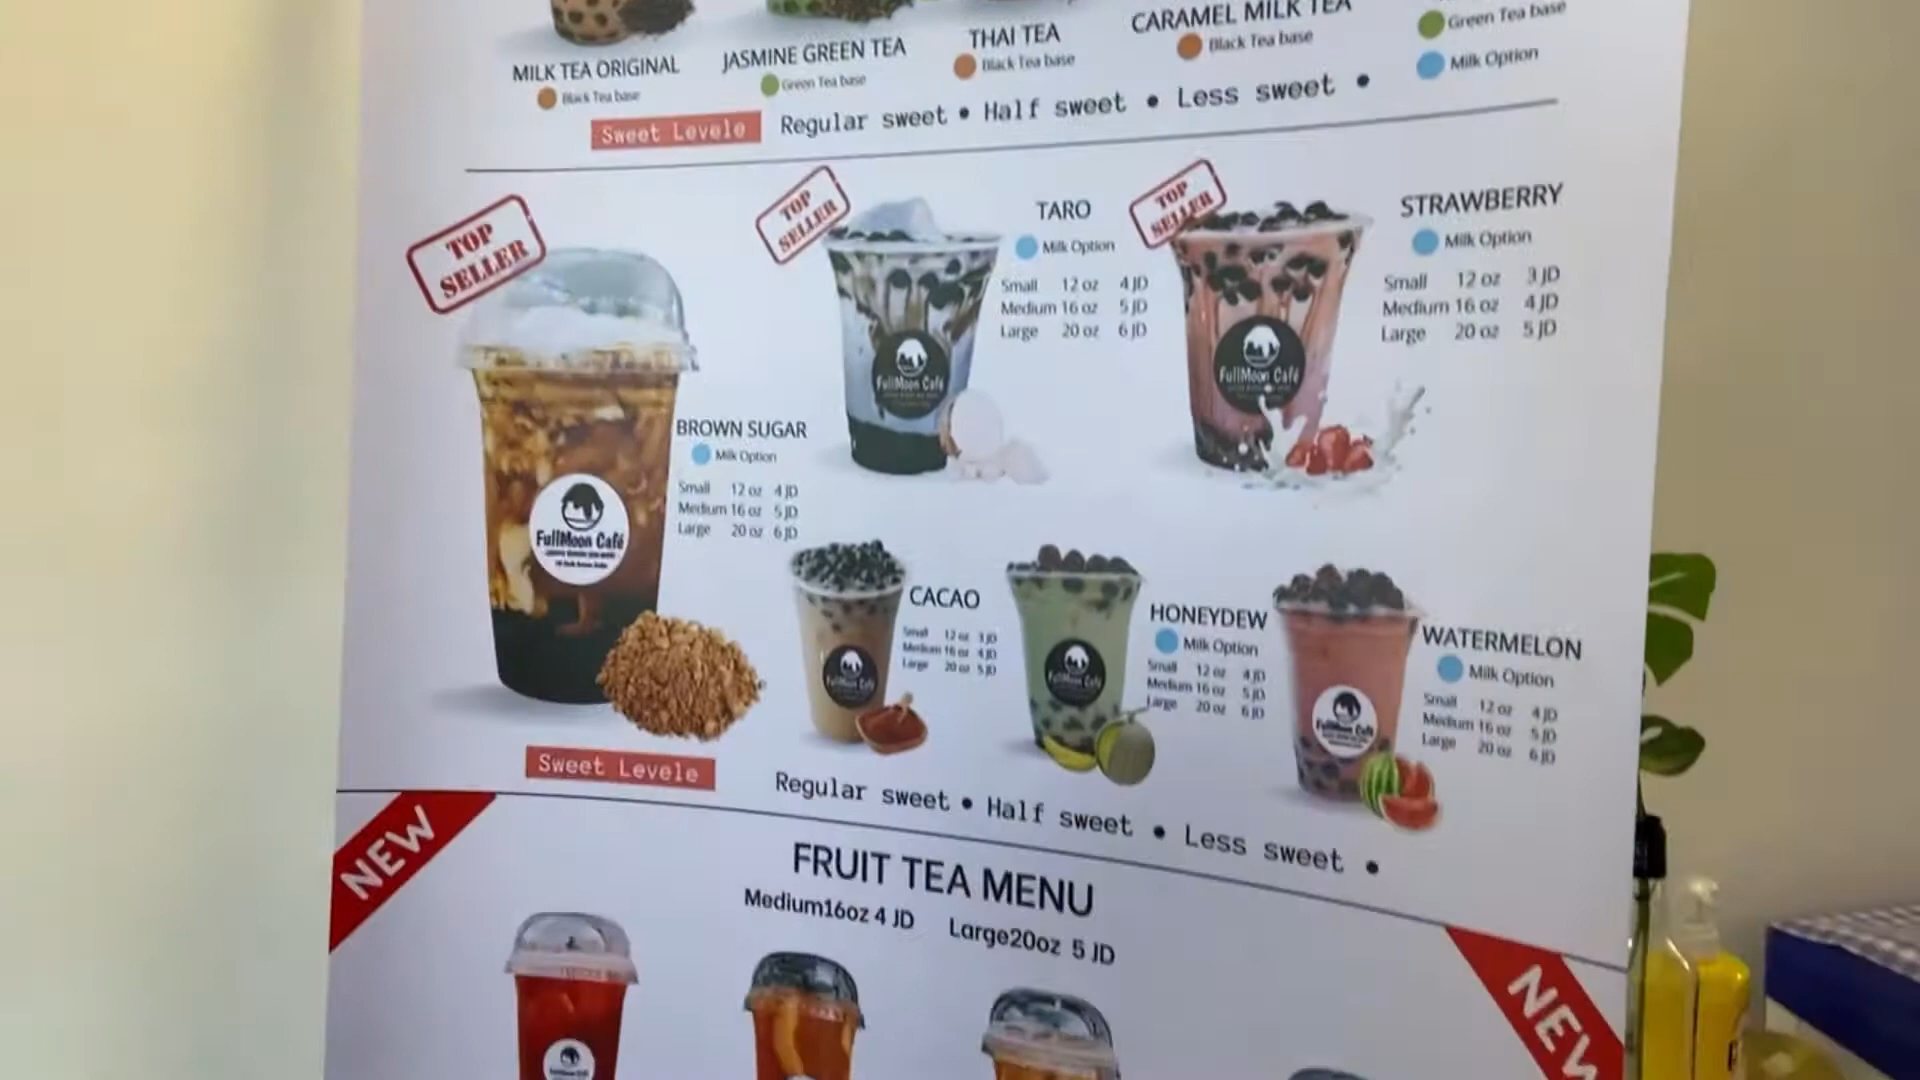 MILK TEA ORIGINAL
Black Tea base
JASMINE GREEN TEA
Green Tea base
THAI TEA
Black Tea base
CARAMEL MILK TEA
Black Tea base
Green Tea base
Milk Option
Sweet Levele
Regular sweet • Half sweet • Less sweet •
TOP
SELLER
BROWN SUGAR
Milk Option
Small 12 oz 4 JD
Medium 16 oz 5 JD
Large 20 oz 6 JD
FullMoon Café
TOP
SELLER
TARO
Milk Option
Small 12 oz 4 JD
Medium 16 oz 5 JD
Large 20 oz 6 JD
FullMoon Café
TOP
SELLER
STRAWBERRY
Milk Option
Small 12 oz 3 JD
Medium 16 oz 4 JD
Large 20 oz 5 JD
FullMoon Café
CACAO
Small 12 oz 3 JD
Medium 16 oz 4 JD
Large 20 oz 5 JD
FullMoon Café
HONEYDEW
Milk Option
Small 12 oz 4 JD
Medium 16 oz 5 JD
Large 20 oz 6 JD
FullMoon Café
WATERMELON
Milk Option
Small 12 oz 4 JD
Medium 16 oz 5 JD
Large 20 oz 6 JD
FullMoon Café
Sweet Levele
Regular sweet • Half sweet • Less sweet •
NEW
FRUIT TEA MENU
Medium16oz 4 JD Large20oz 5 JD
NEW